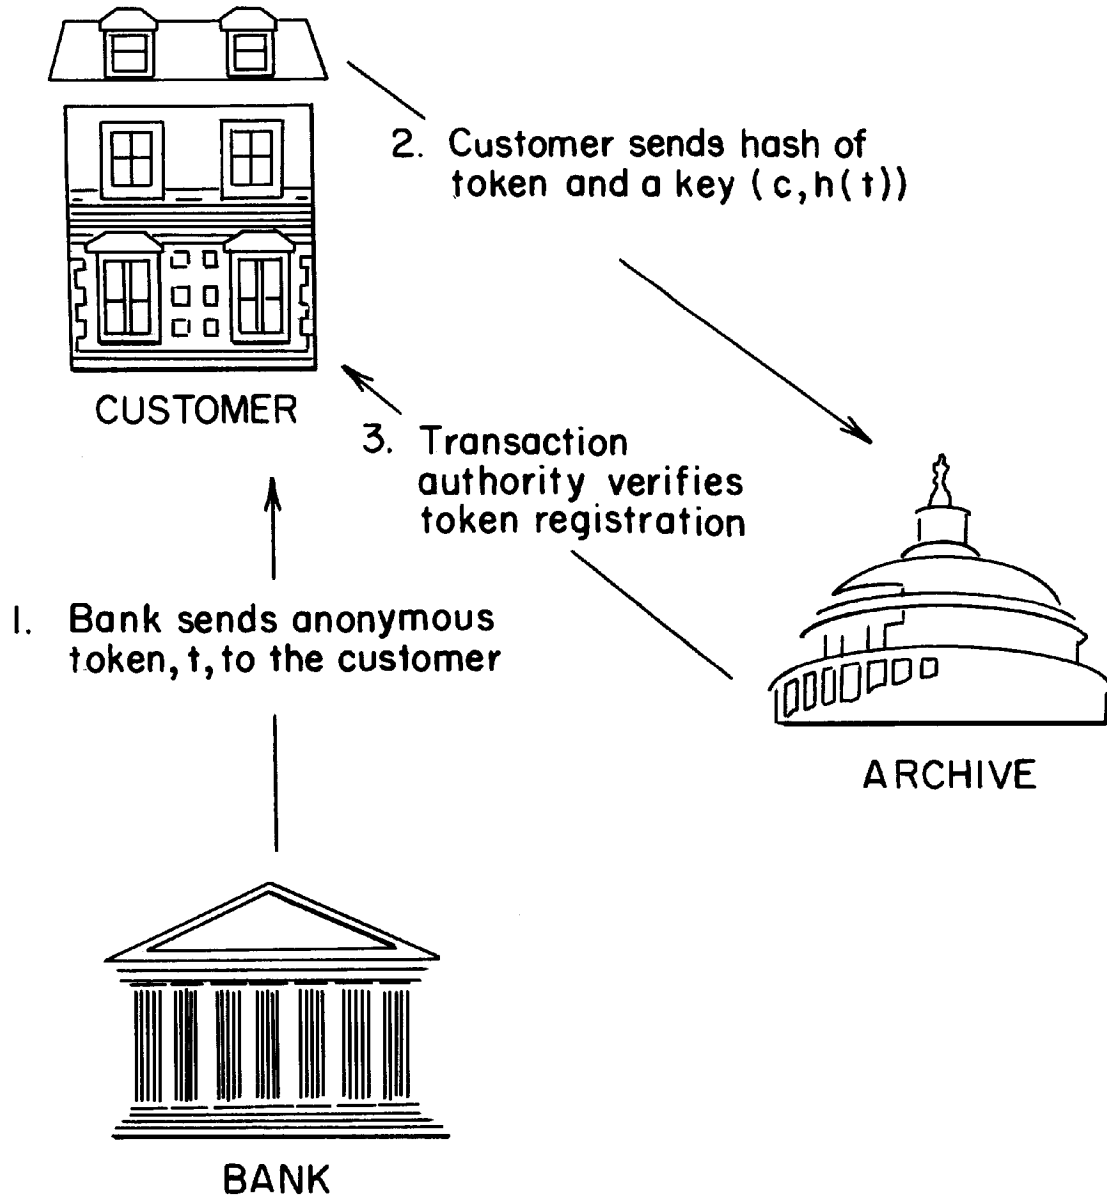 2. Customer sends hash of
token and a key (c,h(t))
CUSTOMER
3. Transaction
authority verifies
token registration
1. Bank sends anonymous
token, t, to the customer
ARCHIVE
BANK